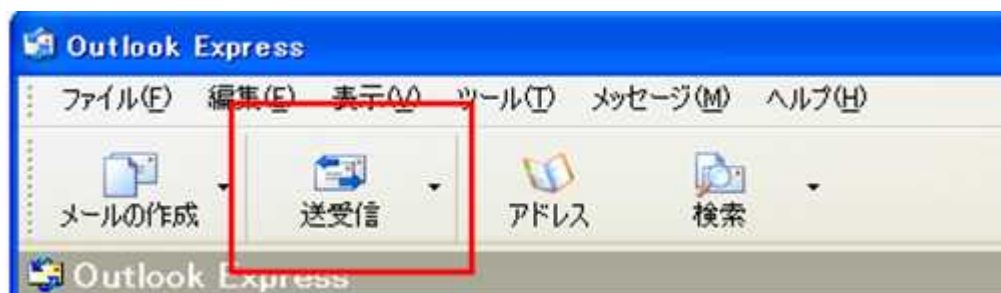 Outlook Express
ファイル(F) 編集(E) 表示(V) ツール(T) メッセージ(M) ヘルプ(H)
メールの作成 送受信 アドレス 検索
Outlook Express